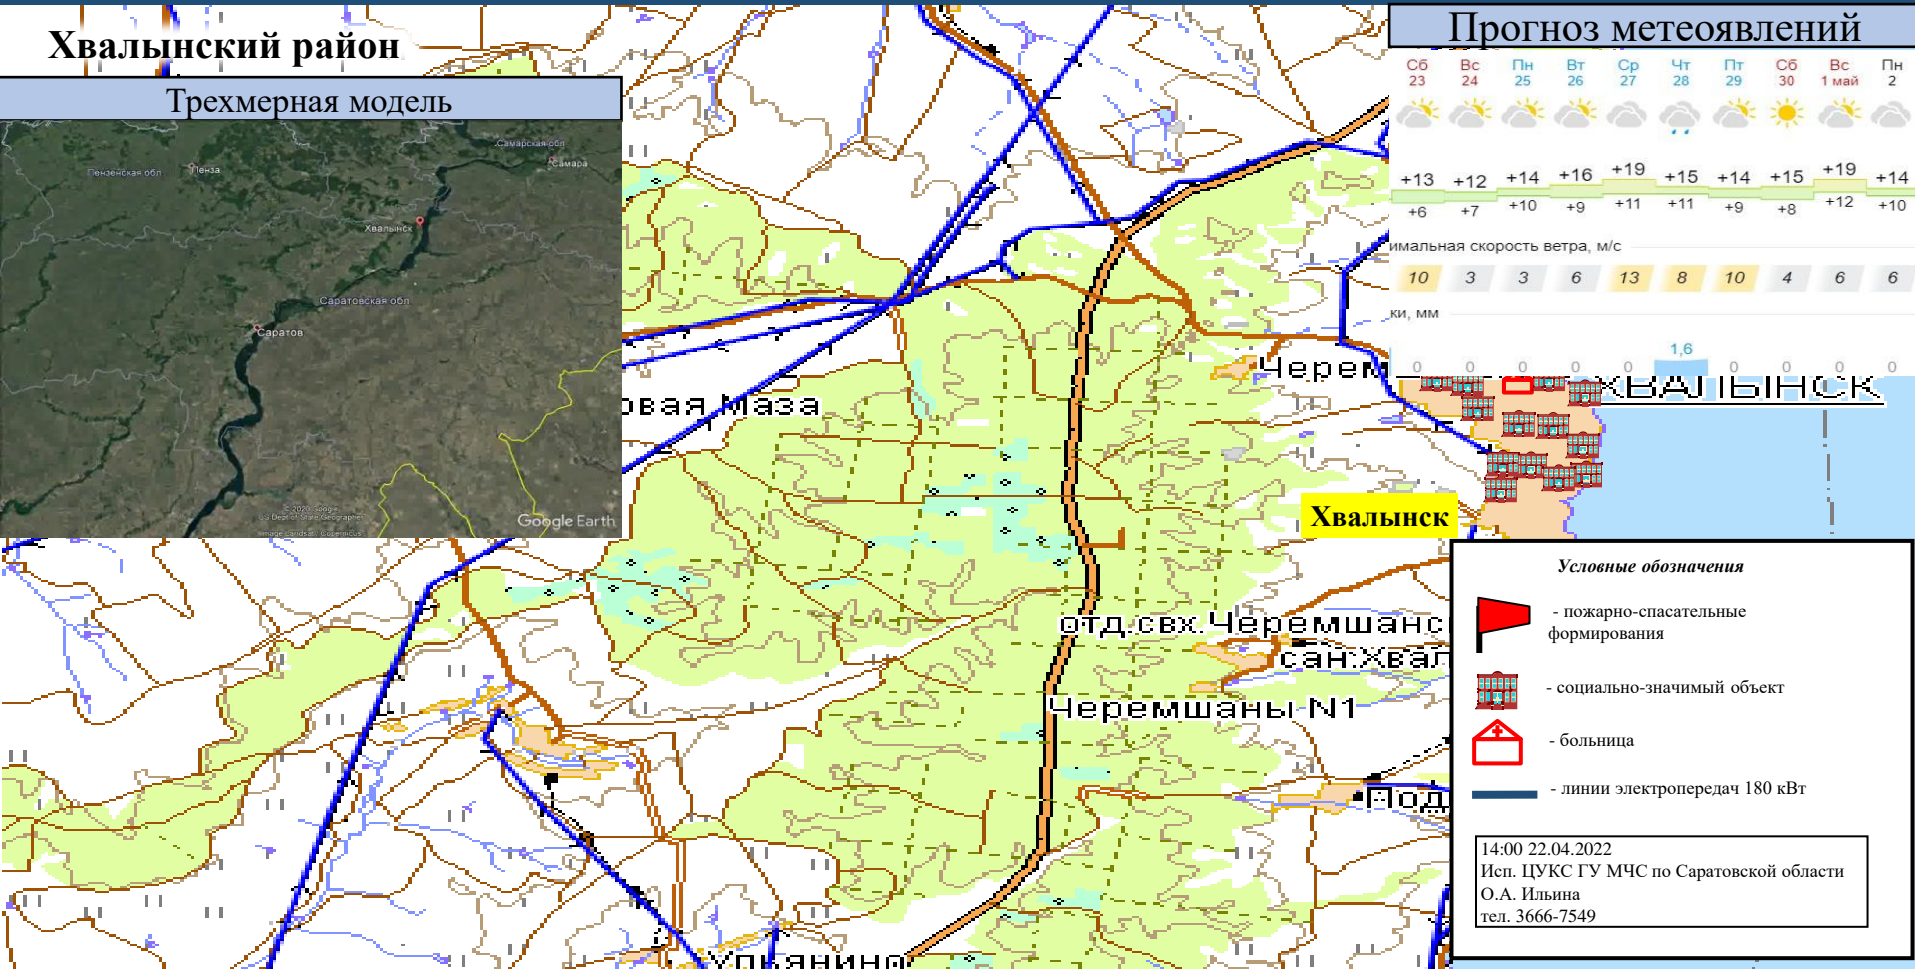 Хвалынский район
Трехмерная модель
Пензенская обл
Пенза
Самарская обл
Самара
Хвалынск
Саратовская обл
Саратов
Google Earth
Прогноз метеоявлений
Сб Вс Пн Вт Ср Чт Пт Сб Вс Пн
23 24 25 26 27 28 29 30 1 май 2
+13 +12 +14 +16 +19 +15 +14 +15 +19 +14
+6 +7 +10 +9 +11 +11 +9 +8 +12 +10
имальная скорость ветра, м/с
10 3 3 6 13 8 10 4 6 6
ки, мм
1,6
0 0 0 0 0 0 0 0 0
Черем
ХВАЛЫНСК
овая Маза
Хвалынск
отд.свх.Черемшанс
сан.Хвал
Черемшаны N1
Под
Ульянино
Условные обозначения
- пожарно-спасательные
формирования
- социально-значимый объект
- больница
- линии электропередач 180 кВт
14:00 22.04.2022
Исп. ЦУКС ГУ МЧС по Саратовской области
О.А. Ильина
тел. 3666-7549